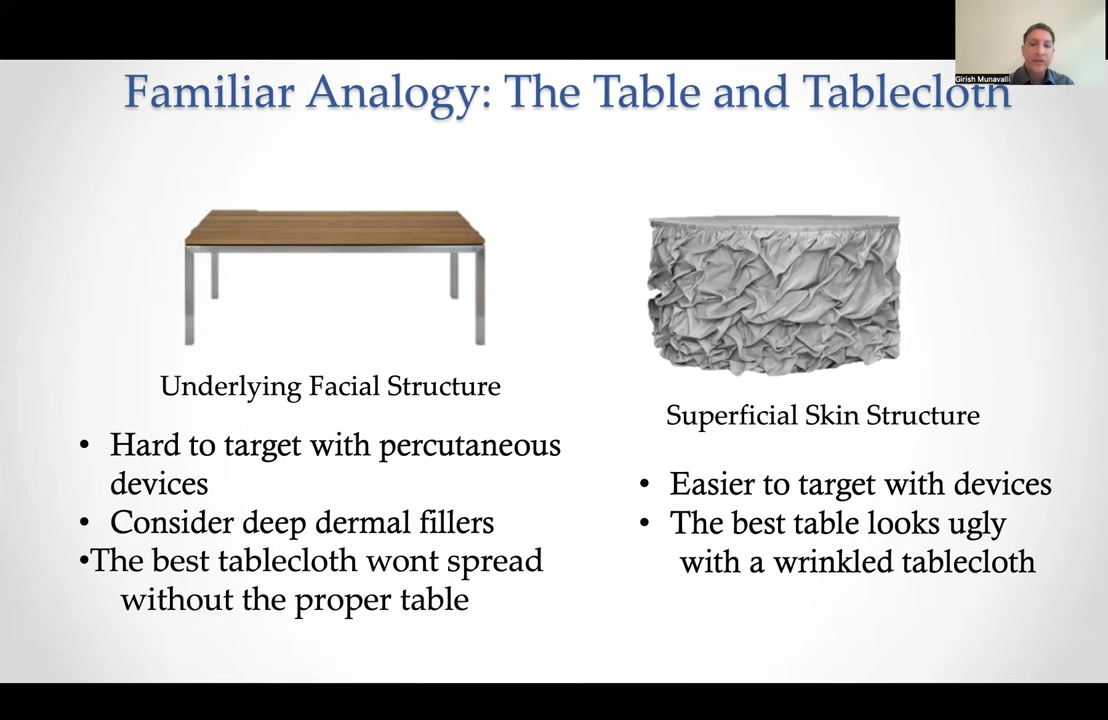 Girish Munavalli
Familiar Analogy: The Table and Tablecloth
Underlying Facial Structure
• Hard to target with percutaneous
devices
• Consider deep dermal fillers
•The best tablecloth wont spread
without the proper table
Superficial Skin Structure
• Easier to target with devices
• The best table looks ugly
with a wrinkled tablecloth